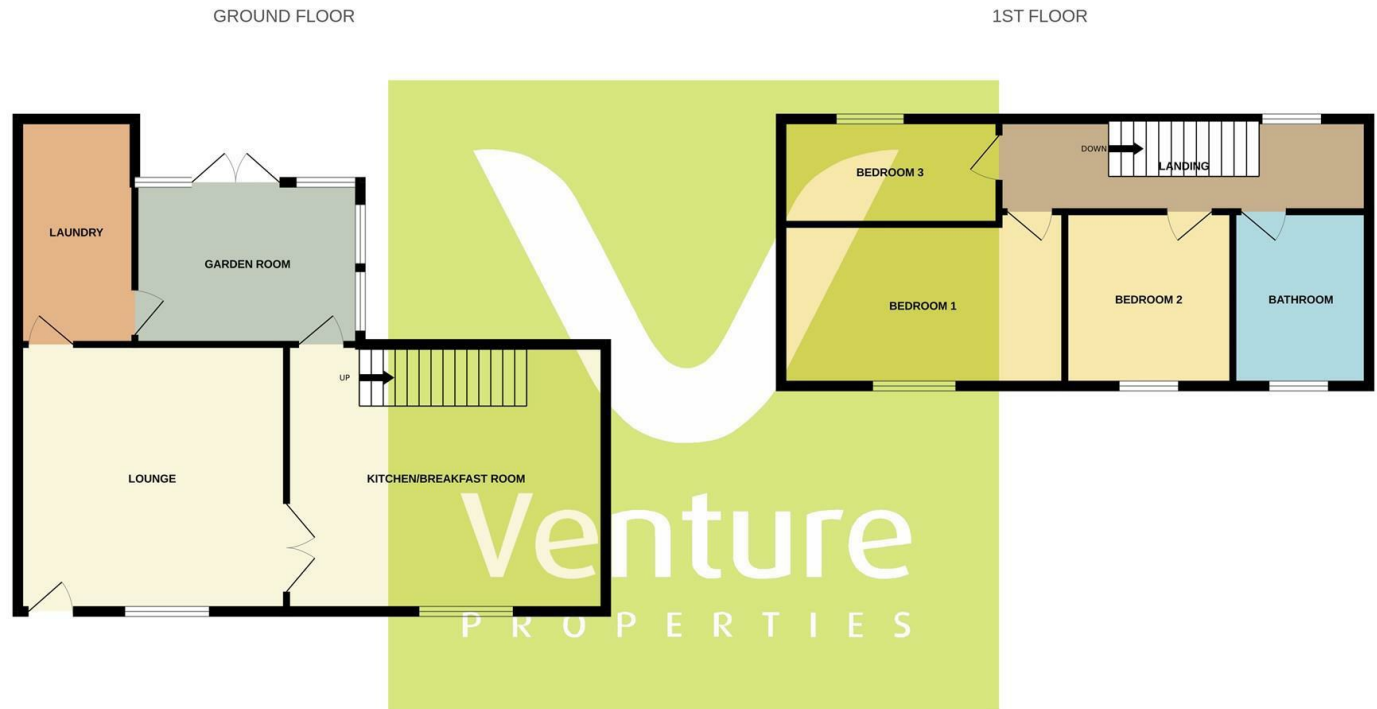 GROUND FLOOR
1ST FLOOR
LAUNDRY
GARDEN ROOM
UP
LOUNGE
KITCHEN/BREAKFAST ROOM
BEDROOM 3
DOWN
LANDING
BEDROOM 1
BEDROOM 2
BATHROOM
Venture
PROPERTIES